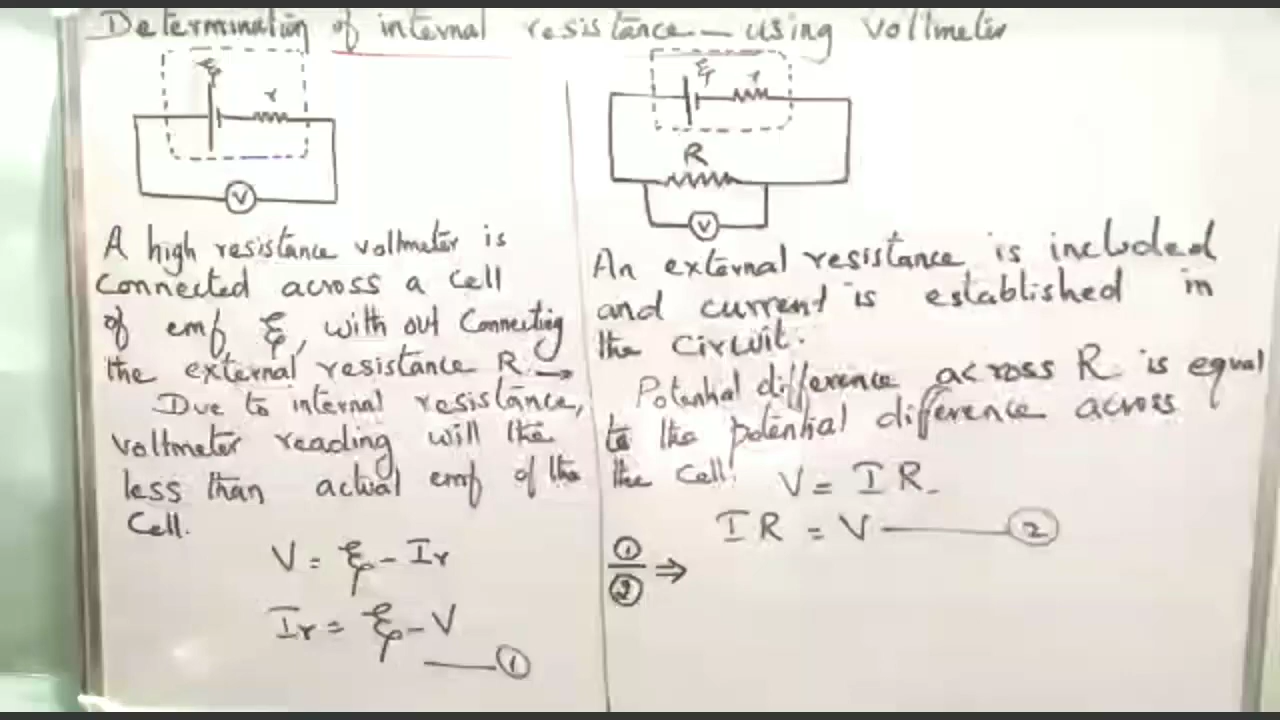 Determination of internal resistance - using voltmeter
ξ
r
V
A high resistance voltmeter is
connected across a cell
of emf ξ, with out connecting
the external resistance R. →
Due to internal resistance,
voltmeter reading will the
less than actual emf of the
cell.
V = ξ - Ir
Ir = ξ - V
—— ①
ξ
r
R
V
An external resistance is included
and current is established in
the circuit.
Potential difference across R is equal
to the potential difference across
the cell.
V = IR
IR = V —— ②
①/② ⇒